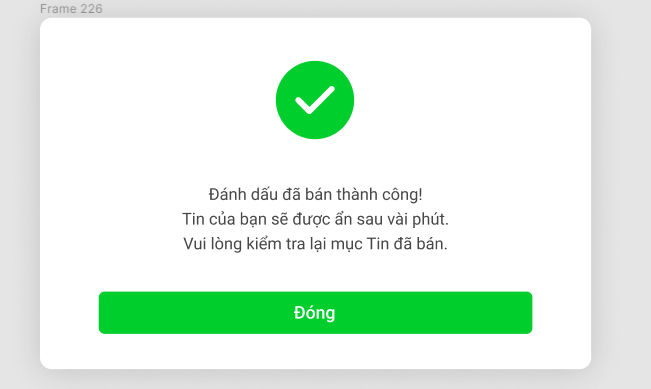 Frame 226
Đánh dấu đã bán thành công!
Tin của bạn sẽ được ẩn sau vài phút.
Vui lòng kiểm tra lại mục Tin đã bán.
Đóng